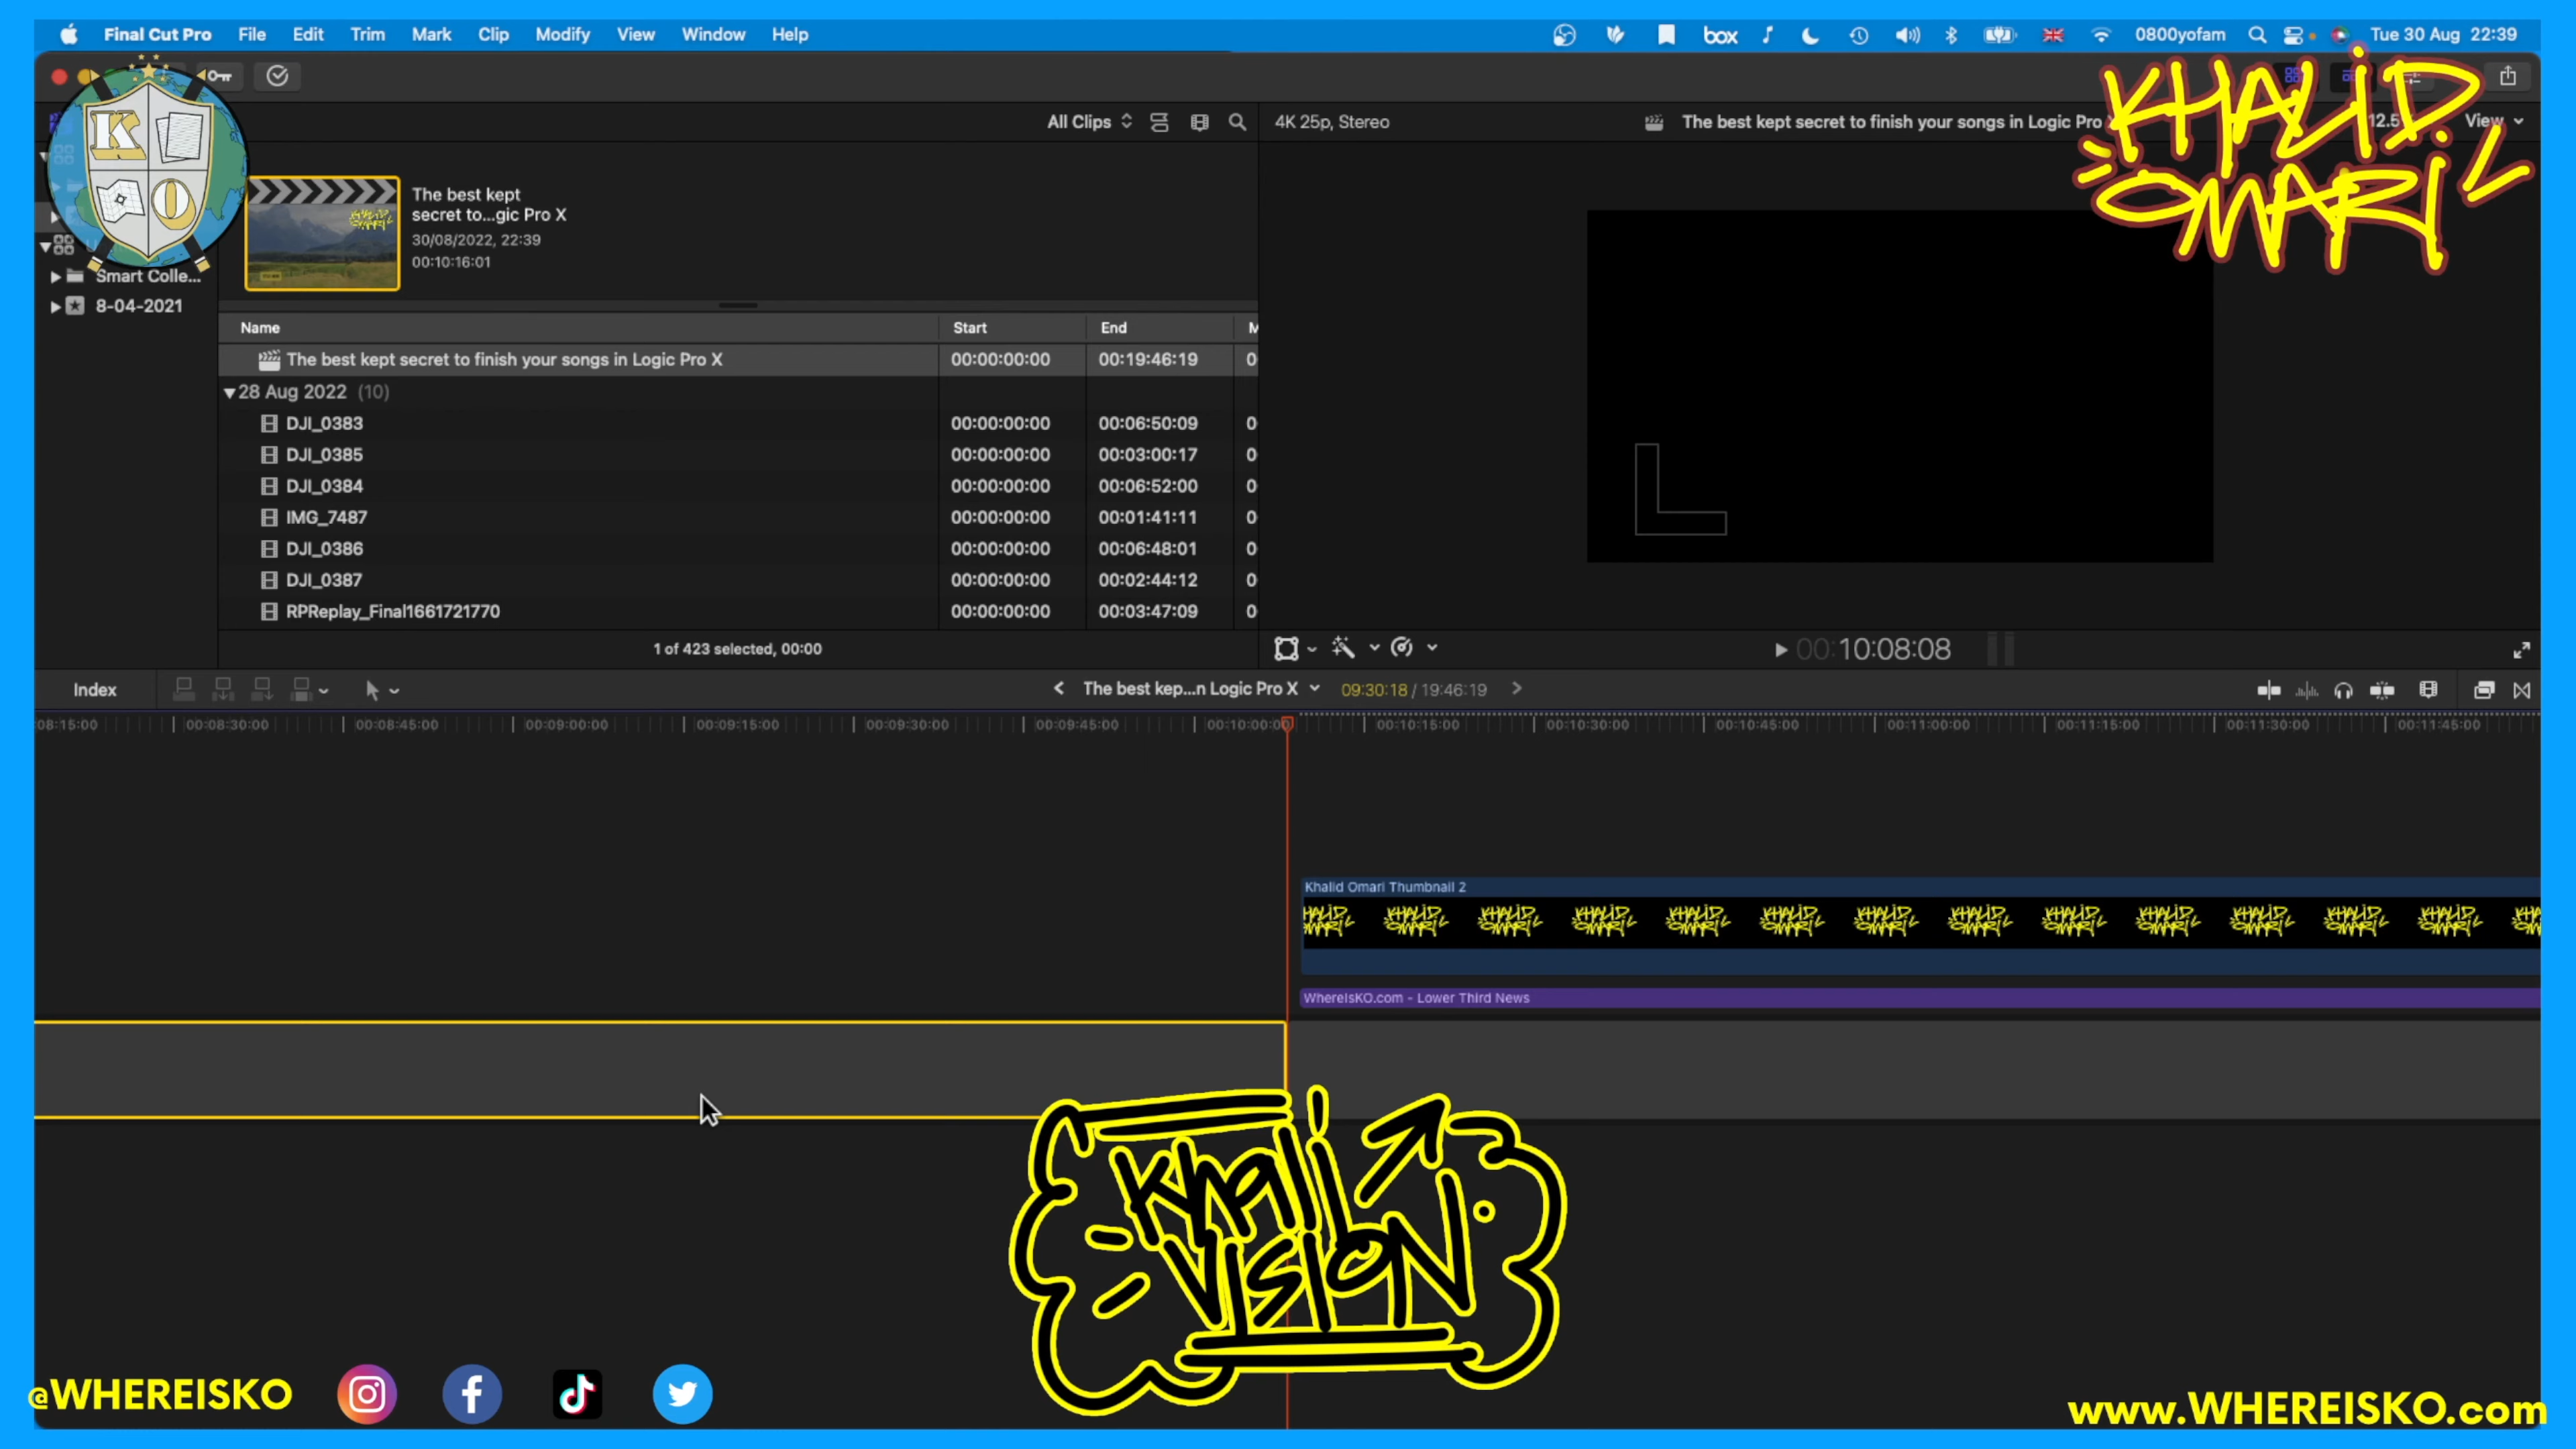 Final Cut Pro File Edit Trim Mark Clip Modify View Window Help
box 0800yofam Tue 30 Aug 22:39
K
O
KHALID.
OMARI
All Clips
4K 25p, Stereo
The best kept secret to finish your songs in Logic Pro
View
The best kept
secret to...gic Pro X
30/08/2022, 22:39
00:10:16:01
Smart Colle...
8-04-2021
Name Start End
The best kept secret to finish your songs in Logic Pro X 00:00:00:00 00:19:46:19
28 Aug 2022 (10)
DJI_0383 00:00:00:00 00:06:50:09
DJI_0385 00:00:00:00 00:03:00:17
DJI_0384 00:00:00:00 00:06:52:00
IMG_7487 00:00:00:00 00:01:41:11
DJI_0386 00:00:00:00 00:06:48:01
DJI_0387 00:00:00:00 00:02:44:12
RPReplay_Final1661721770 00:00:00:00 00:03:47:09
1 of 423 selected, 00:00
00:10:08:08
Index
The best kep...n Logic Pro X
09:30:18 / 19:46:19
:08:15:00 00:08:30:00 00:08:45:00 00:09:00:00 00:09:15:00 00:09:30:00 00:09:45:00 00:10:00:00 00:10:15:00 00:10:30:00 00:10:45:00 00:11:00:00 00:11:15:00 00:11:30:00 00:11:45:00
Khalid Omari Thumbnail 2
WhereIsKO.com - Lower Third News
Khali
Vision
@WHEREISKO
www.WHEREISKO.com